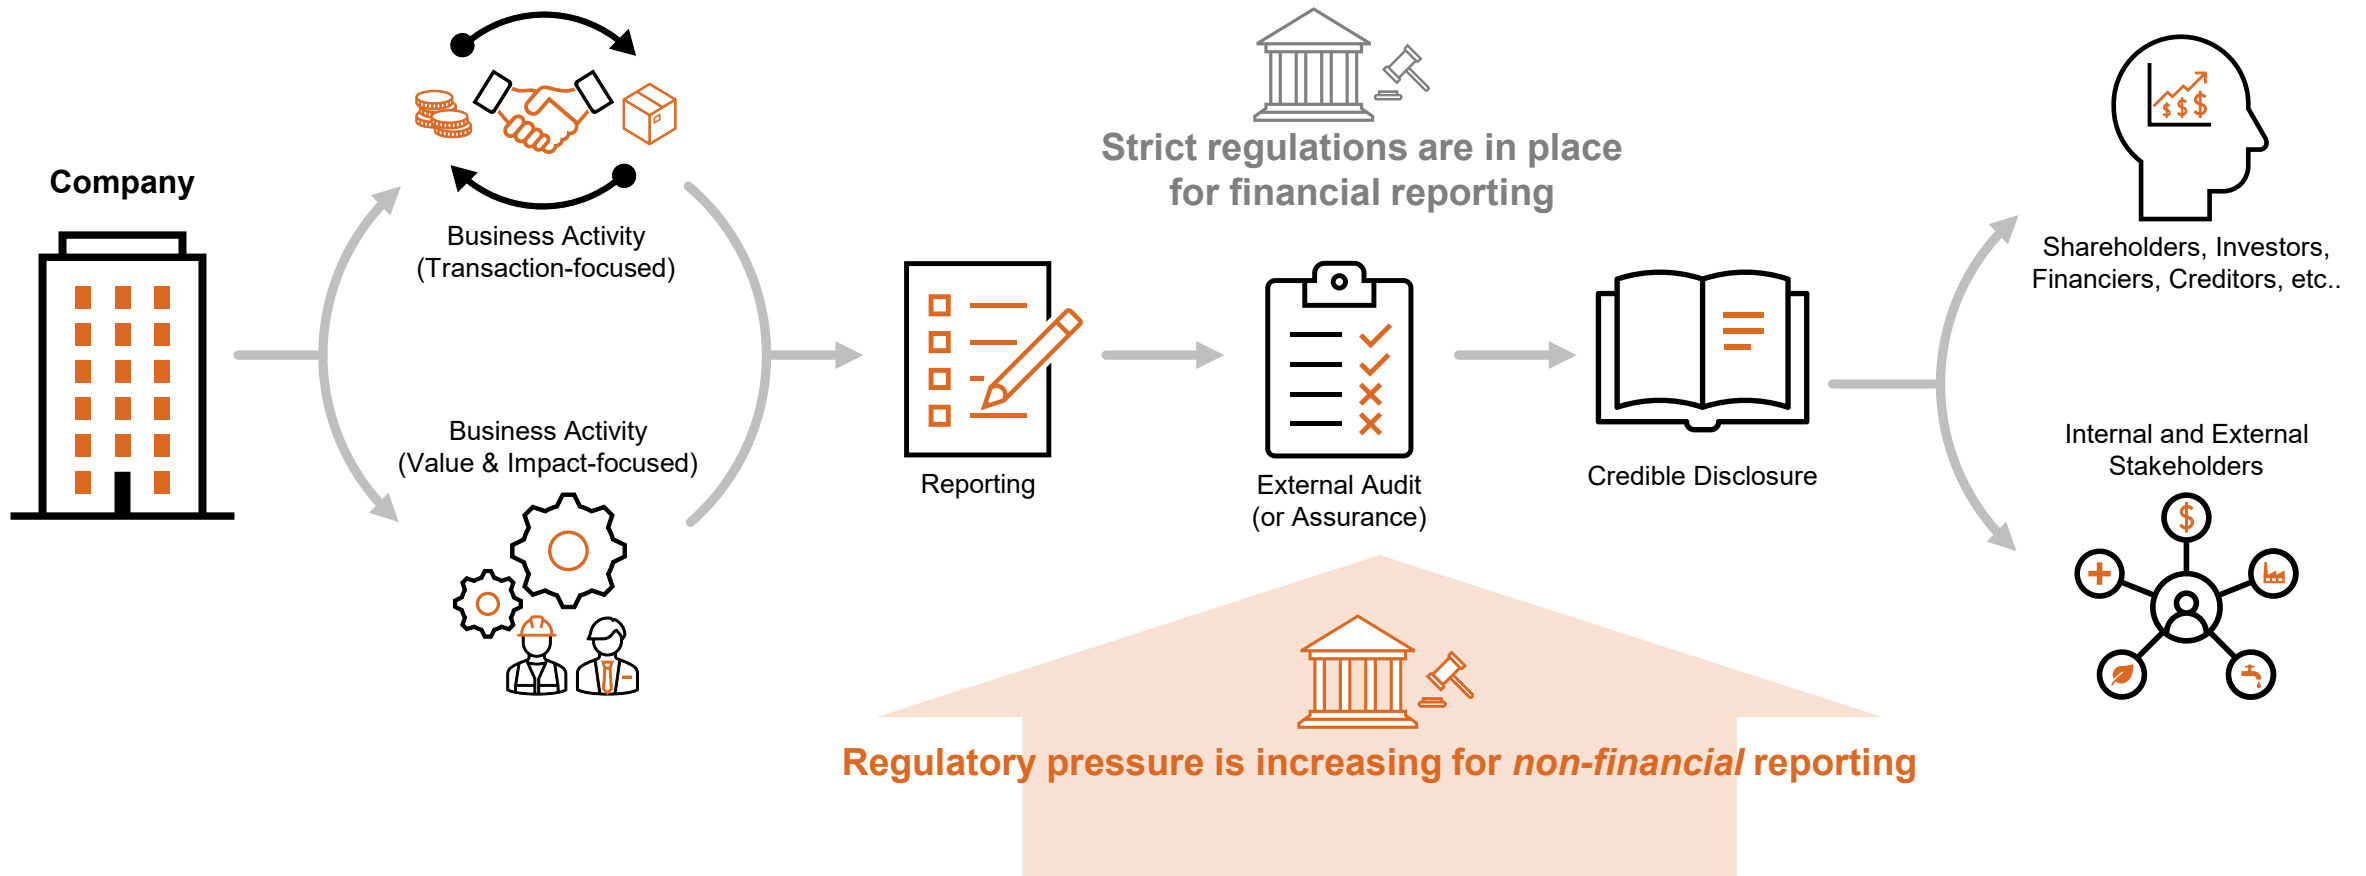 Company
Business Activity
(Transaction-focused)
Business Activity
(Value & Impact-focused)
Strict regulations are in place
for financial reporting
Reporting
External Audit
(or Assurance)
Credible Disclosure
Shareholders, Investors,
Financiers, Creditors, etc..
Internal and External
Stakeholders
Regulatory pressure is increasing for non-financial reporting